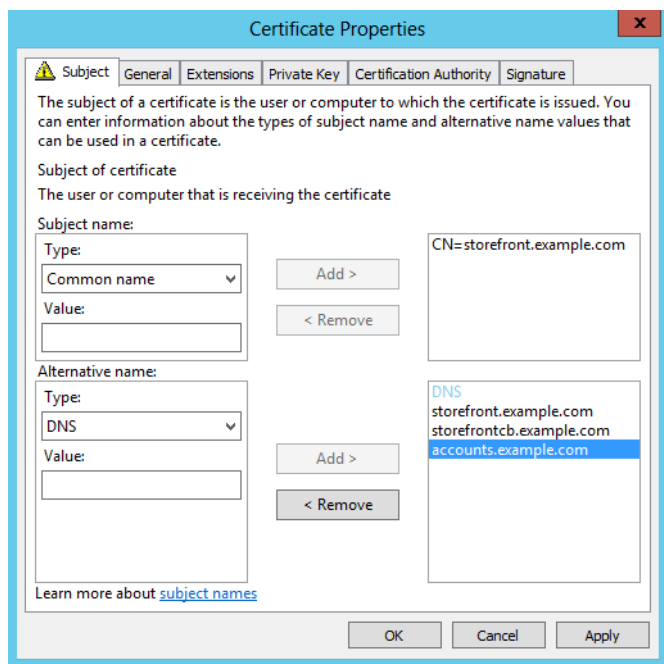 Certificate Properties
x
Subject
General
Extensions
Private Key
Certification Authority
Signature
The subject of a certificate is the user or computer to which the certificate is issued. You
can enter information about the types of subject name and alternative name values that
can be used in a certificate.
Subject of certificate
The user or computer that is receiving the certificate
Subject name:
Type:
Common name
Value:
Add >
< Remove
CN=storefront.example.com
Alternative name:
Type:
DNS
Value:
Add >
< Remove
DNS
storefront.example.com
storefrontcb.example.com
accounts.example.com
Learn more about subject names
OK
Cancel
Apply